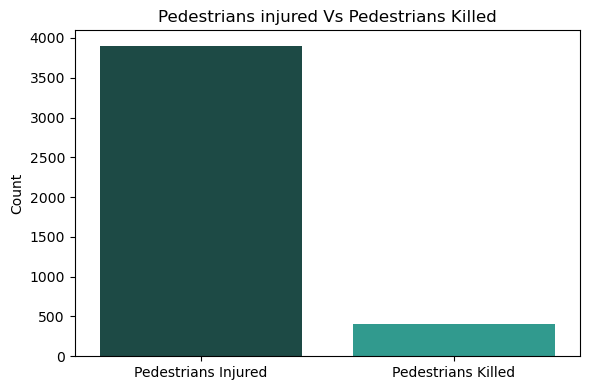 Pedestrians injured Vs Pedestrians Killed
4000
3500
3000
2500
2000
1500
1000
500
0
Count
Pedestrians Injured
Pedestrians Killed